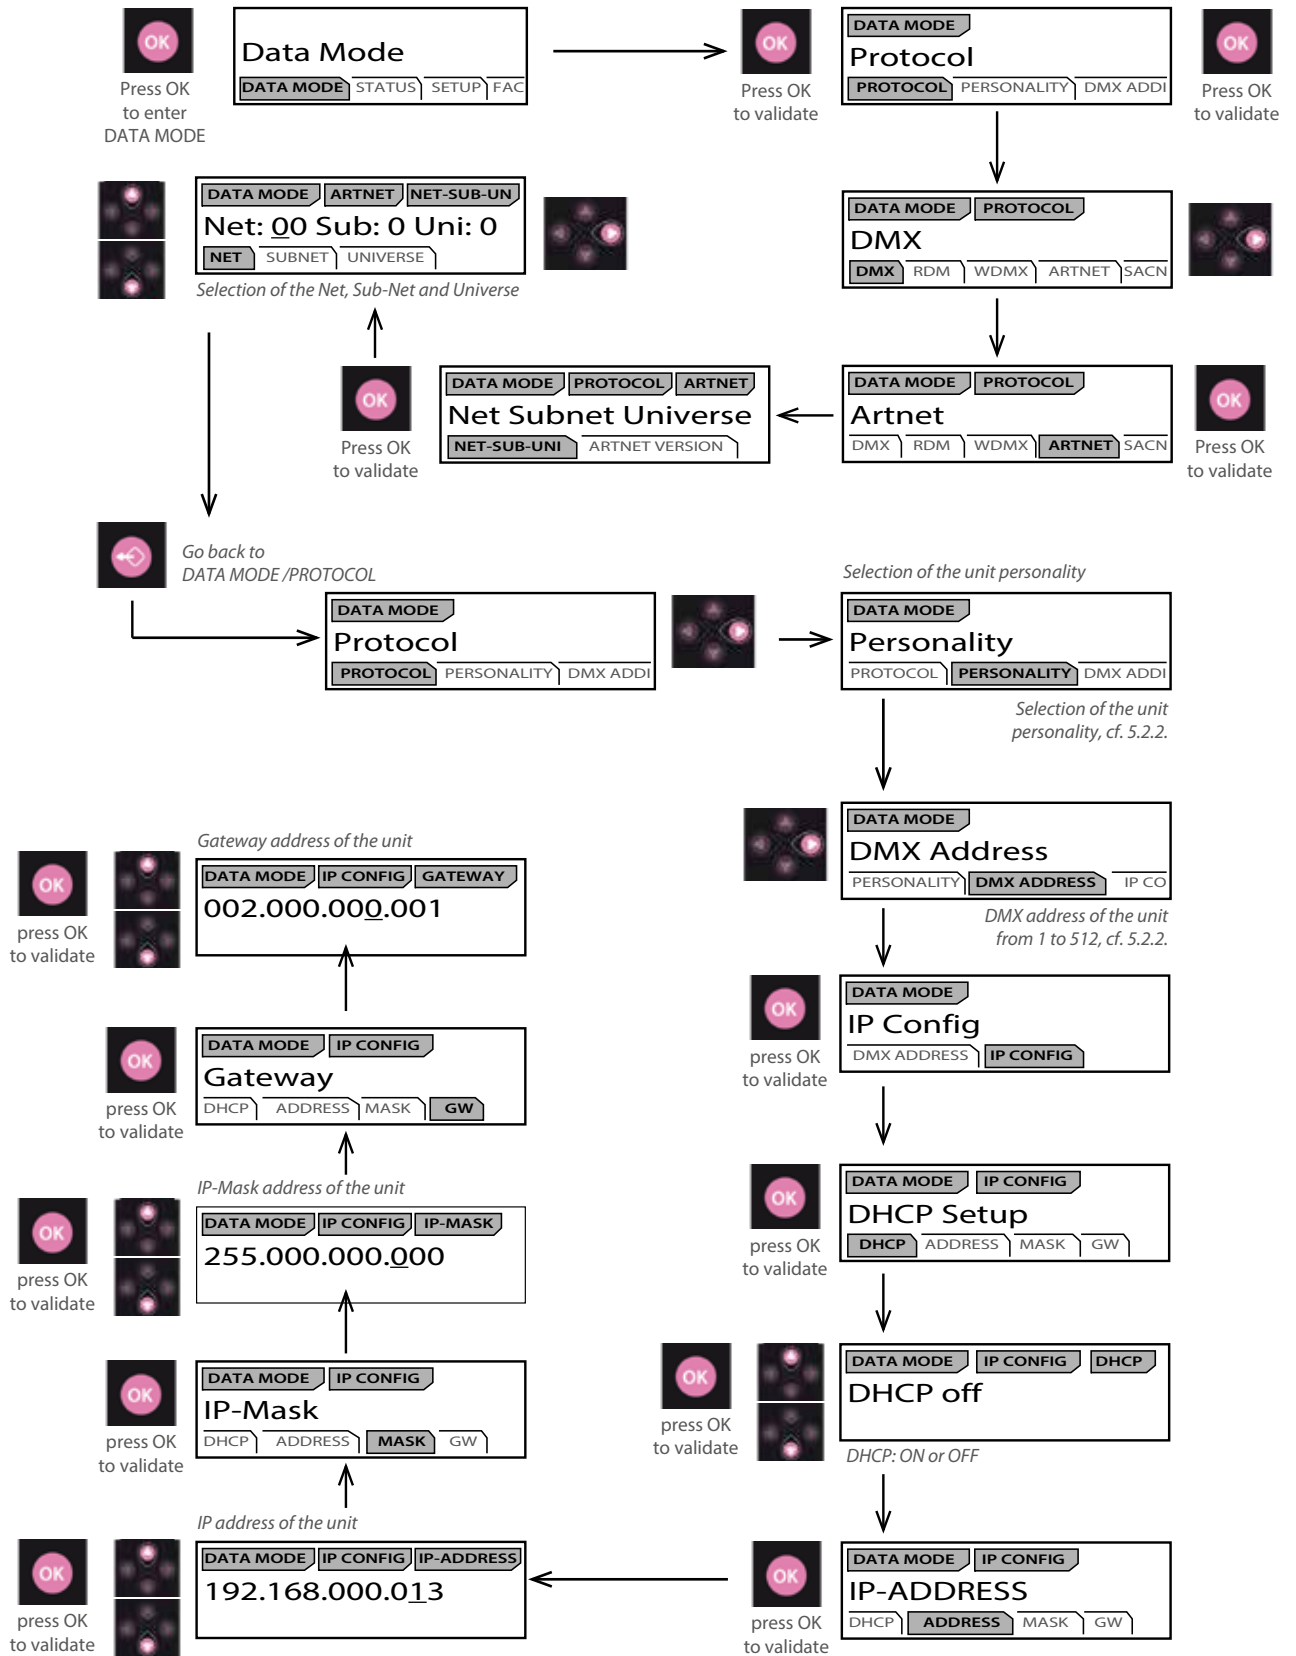 OK
Press OK
to enter
DATA MODE
Data Mode
DATA MODE STATUS SETUP FAC
OK
Press OK
to validate
DATA MODE
Protocol
PROTOCOL PERSONALITY DMX ADDI
OK
Press OK
to validate
DATA MODE PROTOCOL
DMX
DMX RDM WDMX ARTNET SACN
DATA MODE PROTOCOL
Artnet
DMX RDM WDMX ARTNET SACN
OK
Press OK
to validate
DATA MODE PROTOCOL ARTNET
Net Subnet Universe
NET-SUB-UNI ARTNET VERSION
OK
Press OK
to validate
DATA MODE ARTNET NET-SUB-UN
Net: 00 Sub: 0 Uni: 0
NET SUBNET UNIVERSE
Selection of the Net, Sub-Net and Universe
Go back to
DATA MODE /PROTOCOL
DATA MODE
Protocol
PROTOCOL PERSONALITY DMX ADDI
Selection of the unit personality
DATA MODE
Personality
PROTOCOL PERSONALITY DMX ADDI
Selection of the unit
personality, cf. 5.2.2.
DATA MODE
DMX Address
PERSONALITY DMX ADDRESS IP CO
DMX address of the unit
from 1 to 512, cf. 5.2.2.
OK
press OK
to validate
DATA MODE
IP Config
DMX ADDRESS IP CONFIG
OK
press OK
to validate
DATA MODE IP CONFIG
DHCP Setup
DHCP ADDRESS MASK GW
OK
press OK
to validate
DATA MODE IP CONFIG DHCP
DHCP off
DHCP: ON or OFF
OK
press OK
to validate
DATA MODE IP CONFIG
IP-ADDRESS
DHCP ADDRESS MASK GW
IP address of the unit
OK
press OK
to validate
DATA MODE IP CONFIG IP-ADDRESS
192.168.000.013
OK
press OK
to validate
DATA MODE IP CONFIG
IP-Mask
DHCP ADDRESS MASK GW
IP-Mask address of the unit
OK
press OK
to validate
DATA MODE IP CONFIG IP-MASK
255.000.000.000
OK
press OK
to validate
DATA MODE IP CONFIG
Gateway
DHCP ADDRESS MASK GW
Gateway address of the unit
OK
press OK
to validate
DATA MODE IP CONFIG GATEWAY
002.000.000.001